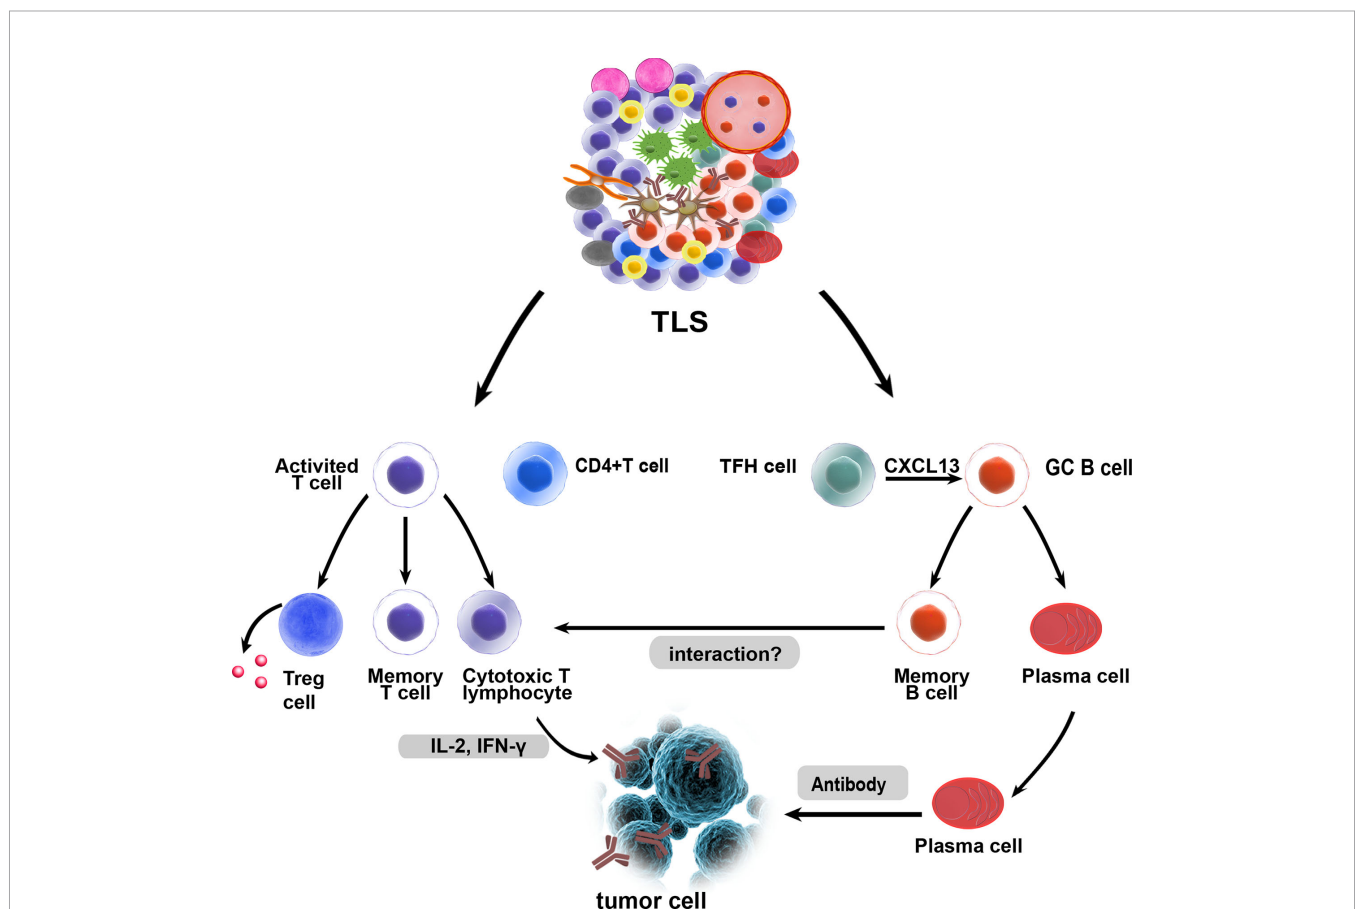 TLS
Activited
T cell
CD4+T cell
TFH cell
CXCL13
GC B cell
interaction?
Treg
cell
Memory
T cell
Cytotoxic T
lymphocyte
Memory
B cell
Plasma cell
IL-2, IFN-γ
Antibody
Plasma cell
tumor cell